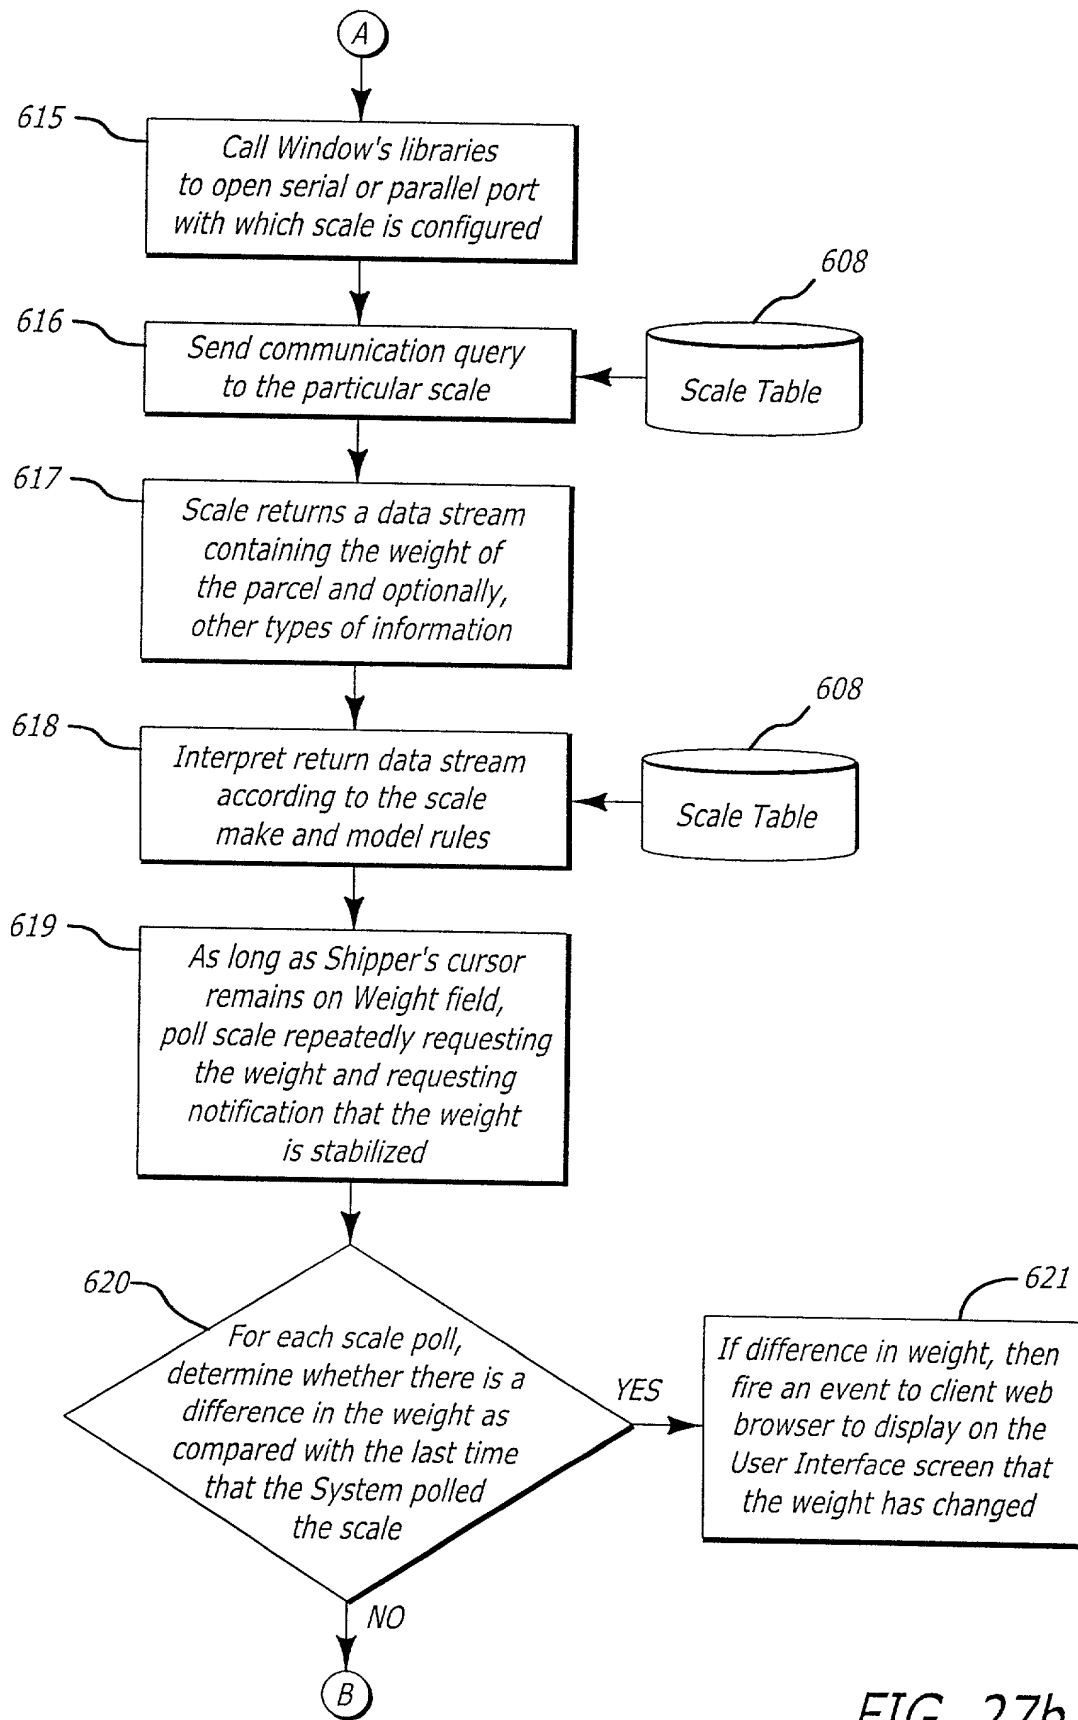 A
615
Call Window's libraries
to open serial or parallel port
with which scale is configured
608
616
Send communication query
to the particular scale
Scale Table
617
Scale returns a data stream
containing the weight of
the parcel and optionally,
other types of information
608
618
Interpret return data stream
according to the scale
make and model rules
Scale Table
619
As long as Shipper's cursor
remains on Weight field,
poll scale repeatedly requesting
the weight and requesting
notification that the weight
is stabilized
620
For each scale poll,
determine whether there is a
difference in the weight as
compared with the last time
that the System polled
the scale
YES
621
If difference in weight, then
fire an event to client web
browser to display on the
User Interface screen that
the weight has changed
NO
B
FIG. 27b